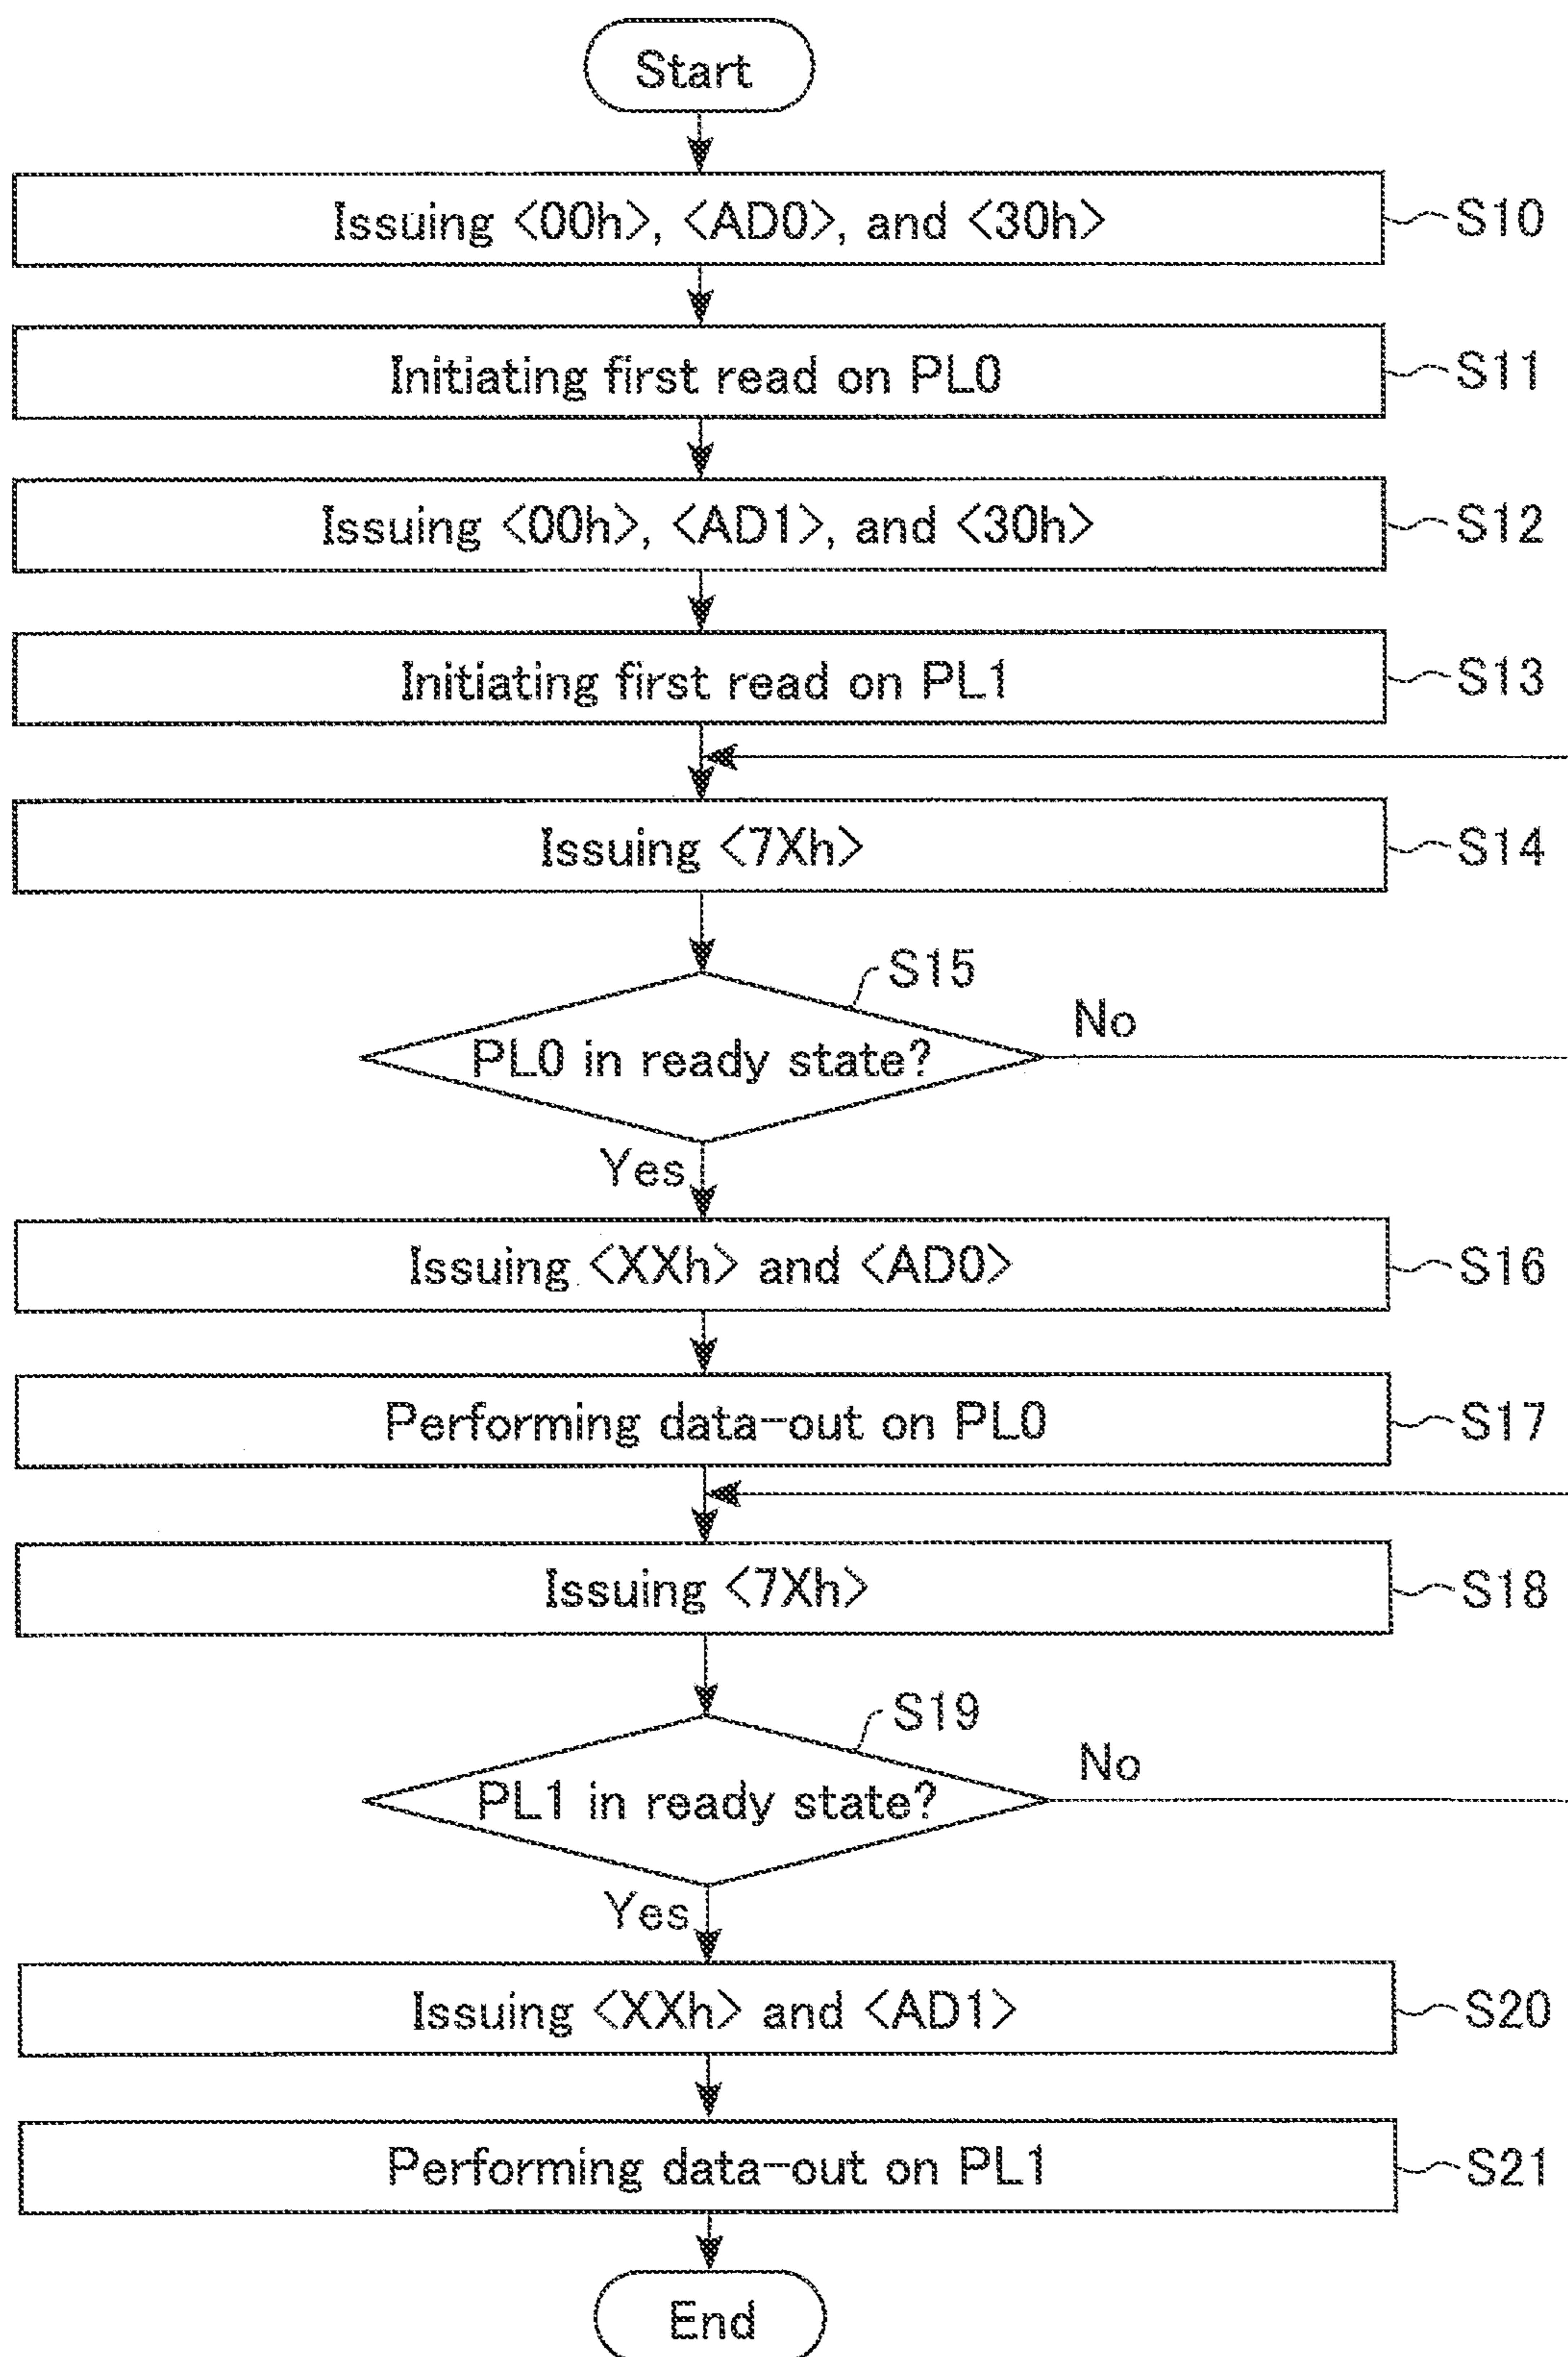 Start
Issuing <00h>, <AD0>, and <30h>
S10
Initiating first read on PL0
S11
Issuing <00h>, <AD1>, and <30h>
S12
Initiating first read on PL1
S13
Issuing <7Xh>
S14
S15
PL0 in ready state?
No
Yes
Issuing <XXh> and <AD0>
S16
Performing data-out on PL0
S17
Issuing <7Xh>
S18
S19
PL1 in ready state?
No
Yes
Issuing <XXh> and <AD1>
S20
Performing data-out on PL1
S21
End